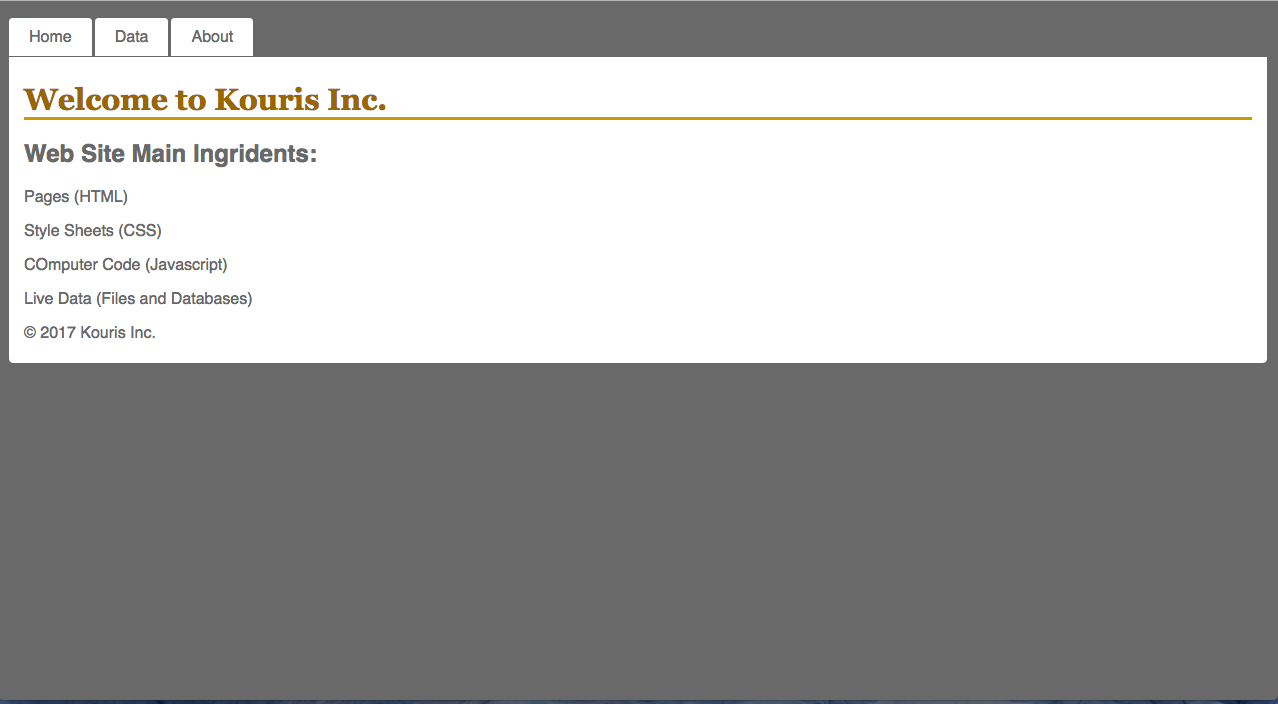 Home Data About
Welcome to Kouris Inc.
Web Site Main Ingridents:
Pages (HTML)
Style Sheets (CSS)
COmputer Code (Javascript)
Live Data (Files and Databases)
© 2017 Kouris Inc.